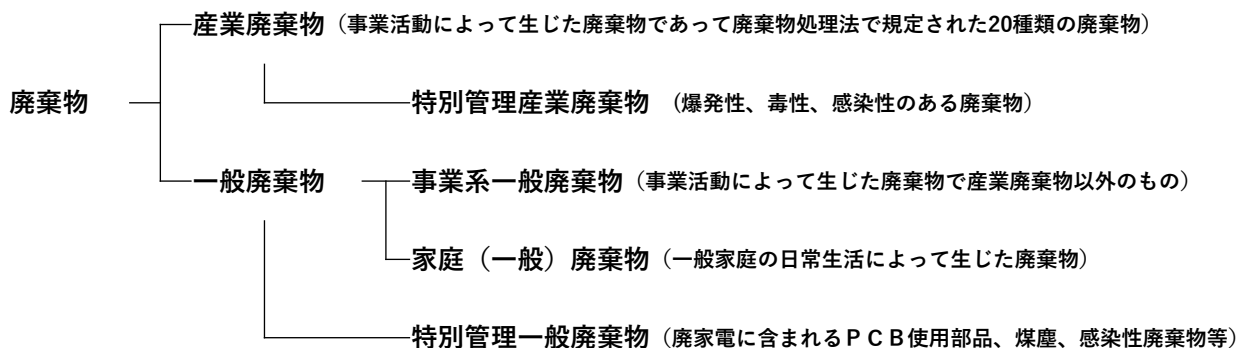 産業廃棄物（事業活動によって生じた廃棄物であって廃棄物処理法で規定された20種類の廃棄物）
廃棄物 特別管理産業廃棄物 （爆発性、毒性、感染性のある廃棄物）
一般廃棄物 事業系一般廃棄物（事業活動によって生じた廃棄物で産業廃棄物以外のもの）
家庭（一般）廃棄物（一般家庭の日常生活によって生じた廃棄物）
特別管理一般廃棄物（廃家電に含まれるＰＣＢ使用部品、煤塵、感染性廃棄物等）